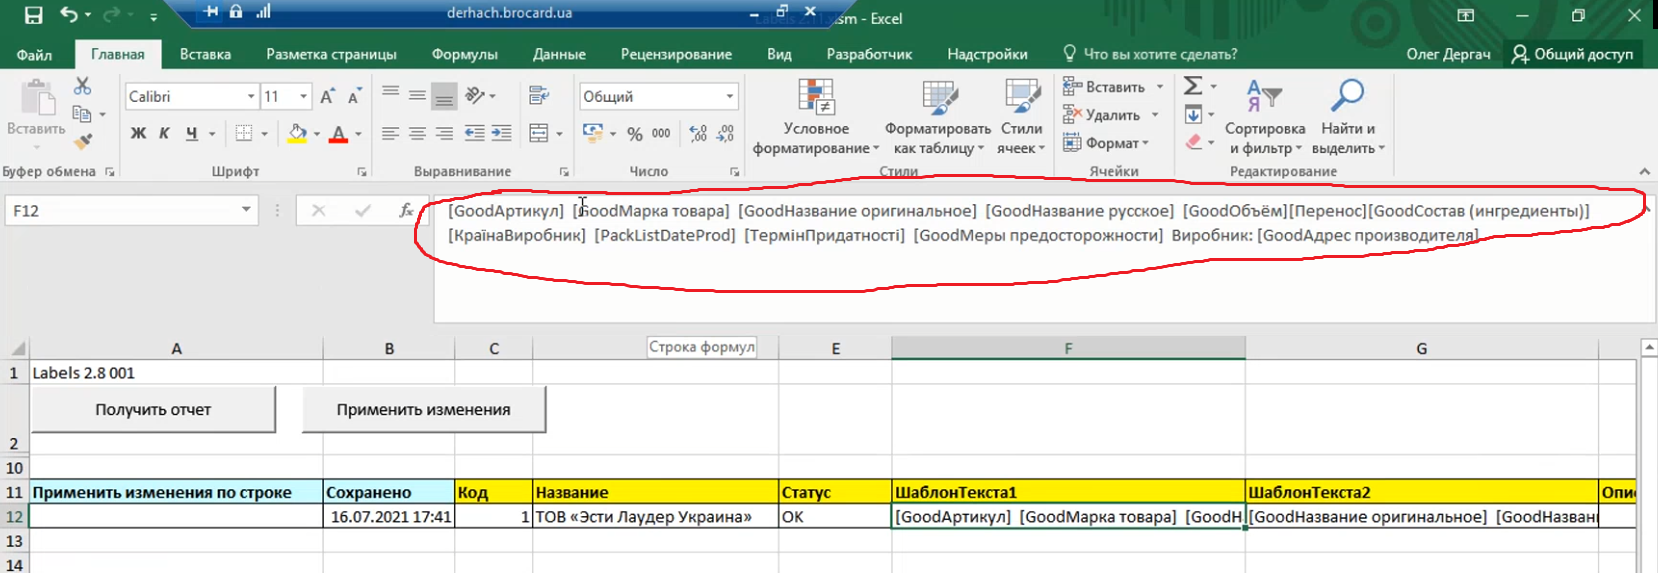 derhach.brocard.ua
Labels 2.11.xlsm - Excel
Файл Главная Вставка Разметка страницы Формулы Данные Рецензирование Вид Разработчик Надстройки Что вы хотите сделать? Олег Дергач Общий доступ
Вставить
Calibri 11
Ж К Ч
Общий
% 000
Условное форматирование
Форматировать как таблицу
Стили ячеек
Вставить
Удалить
Формат
Сортировка и фильтр
Найти и выделить
Буфер обмена Шрифт Выравнивание Число Стили Ячейки Редактирование
F12 fx [GoodАртикул] [GoodМарка товара] [GoodНазвание оригинальное] [GoodНазвание русское] [GoodОбъём][Перенос][GoodСостав (ингредиенты)]
[КраїнаВиробник] [PackListDateProd] [ТермінПридатності] [GoodМеры предосторожности] Виробник: [GoodАдрес производителя]
Строка формул
A B C E F G
1 Labels 2.8 001
Получить отчет Применить изменения
2
10
11 Применить изменения по строке Сохранено Код Название Статус ШаблонТекста1 ШаблонТекста2 Опис
12 16.07.2021 17:41 1 ТОВ «Эсти Лаудер Украина» OK [GoodАртикул] [GoodМарка товара] [GoodН [GoodНазвание оригинальное] [GoodНазван
13
14